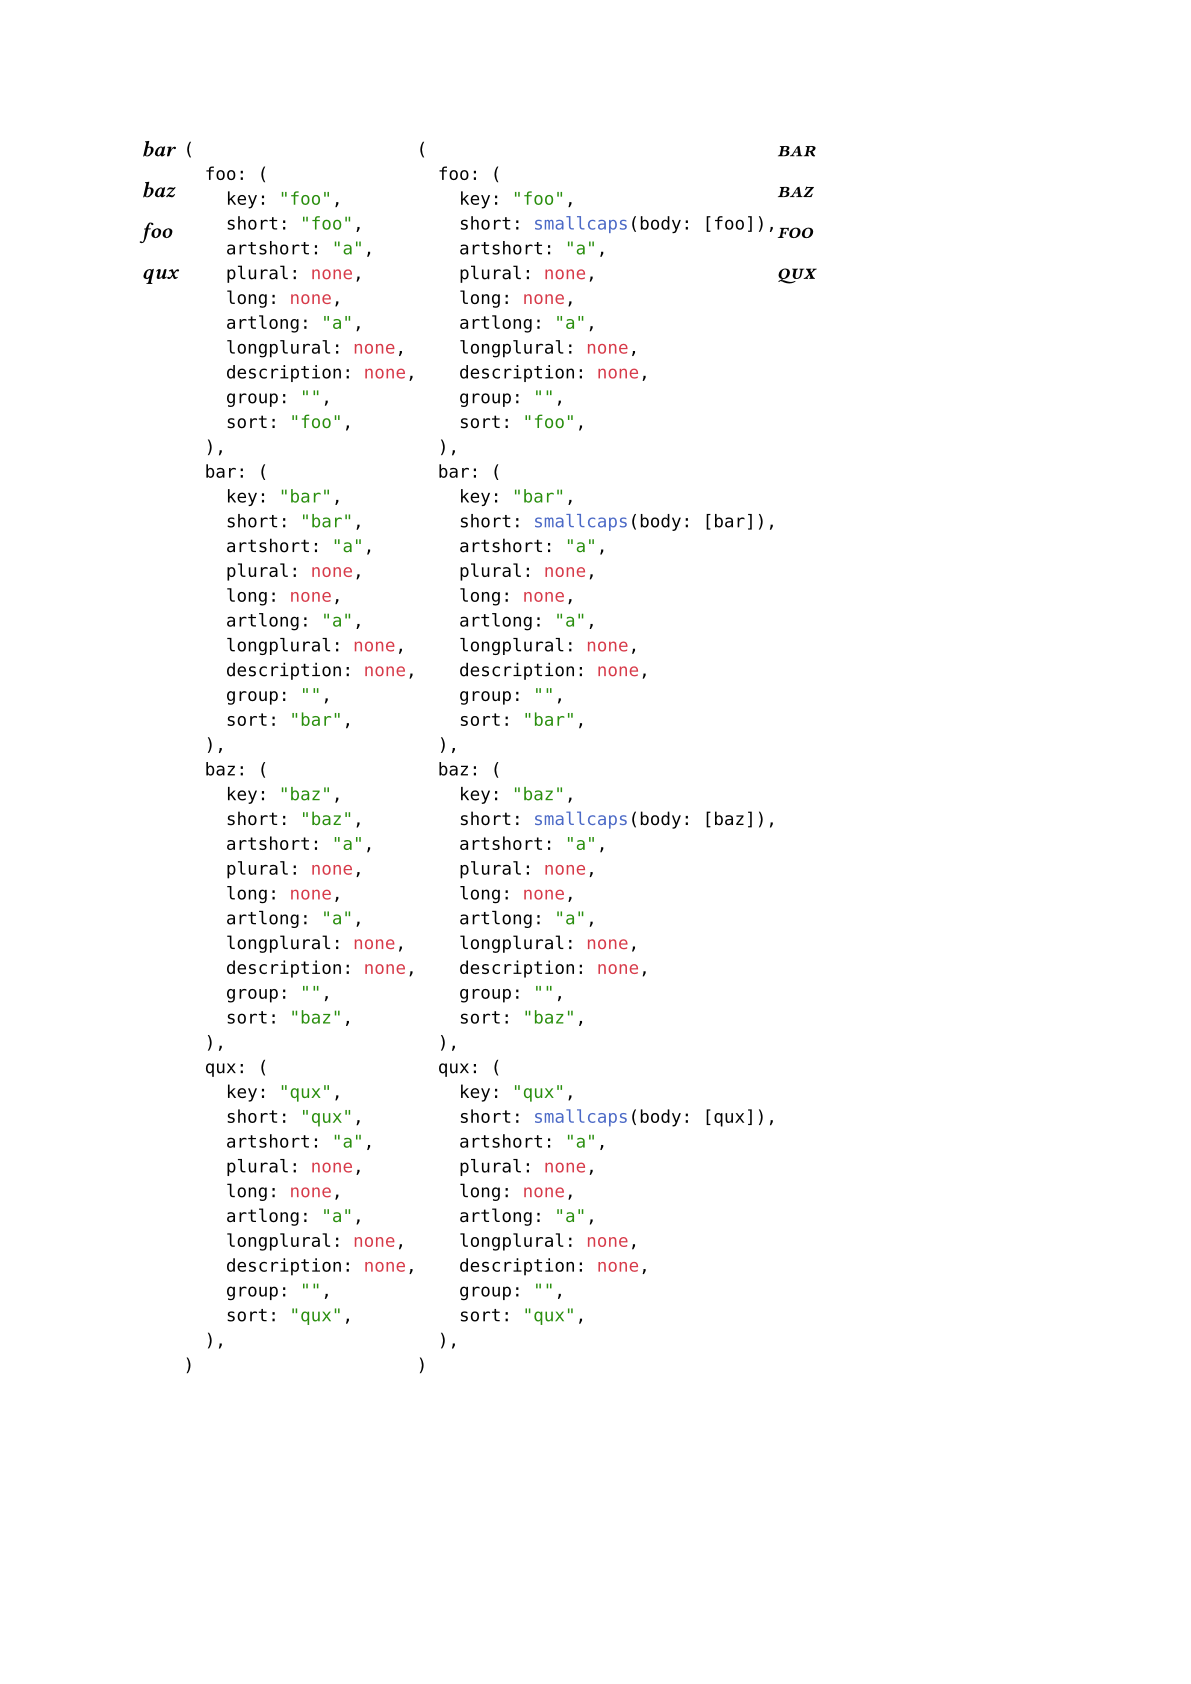 bar
baz
foo
qux
(
  foo: (
    key: "foo",
    short: "foo",
    artshort: "a",
    plural: none,
    long: none,
    artlong: "a",
    longplural: none,
    description: none,
    group: "",
    sort: "foo",
  ),
  bar: (
    key: "bar",
    short: "bar",
    artshort: "a",
    plural: none,
    long: none,
    artlong: "a",
    longplural: none,
    description: none,
    group: "",
    sort: "bar",
  ),
  baz: (
    key: "baz",
    short: "baz",
    artshort: "a",
    plural: none,
    long: none,
    artlong: "a",
    longplural: none,
    description: none,
    group: "",
    sort: "baz",
  ),
  qux: (
    key: "qux",
    short: "qux",
    artshort: "a",
    plural: none,
    long: none,
    artlong: "a",
    longplural: none,
    description: none,
    group: "",
    sort: "qux",
  ),
)
(
  foo: (
    key: "foo",
    short: smallcaps(body: [foo]),
    artshort: "a",
    plural: none,
    long: none,
    artlong: "a",
    longplural: none,
    description: none,
    group: "",
    sort: "foo",
  ),
  bar: (
    key: "bar",
    short: smallcaps(body: [bar]),
    artshort: "a",
    plural: none,
    long: none,
    artlong: "a",
    longplural: none,
    description: none,
    group: "",
    sort: "bar",
  ),
  baz: (
    key: "baz",
    short: smallcaps(body: [baz]),
    artshort: "a",
    plural: none,
    long: none,
    artlong: "a",
    longplural: none,
    description: none,
    group: "",
    sort: "baz",
  ),
  qux: (
    key: "qux",
    short: smallcaps(body: [qux]),
    artshort: "a",
    plural: none,
    long: none,
    artlong: "a",
    longplural: none,
    description: none,
    group: "",
    sort: "qux",
  ),
)
BAR
BAZ
FOO
QUX